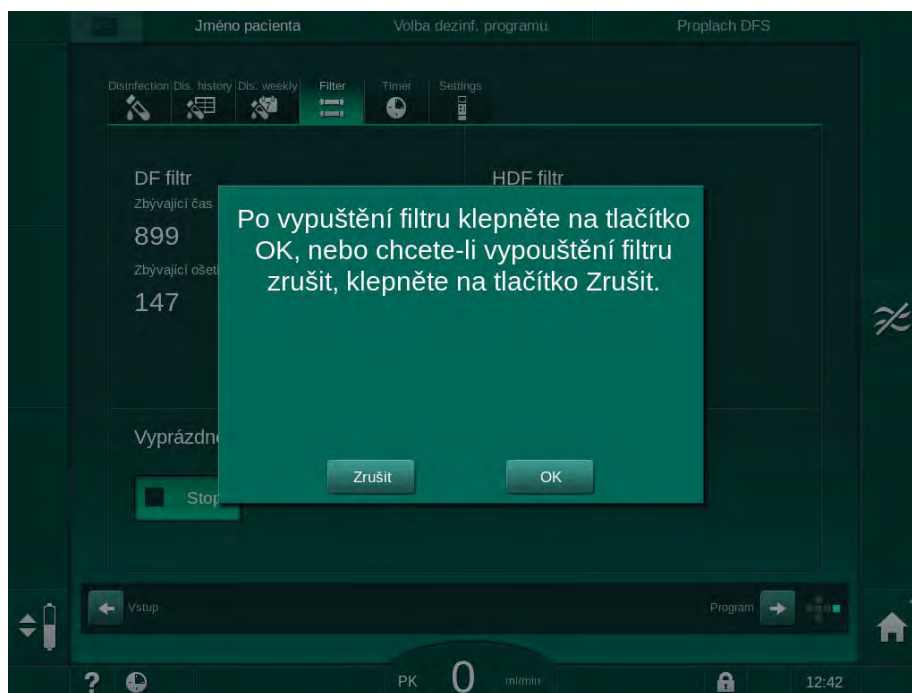 Jméno pacienta
Volba dezinf. programu
Proplach DFS
Disinfection Dis. history Dis. weekly Filter Timer Settings
DF filtr
HDF filtr
Zbývající čas
899
Zbývající
147
Po vypuštění filtru klepněte na tlačítko
OK, nebo chcete-li vypouštění filtru
zrušit, klepněte na tlačítko Zrušit.
Zrušit
OK
Stop
Vstup
Program
?
PK 0 ml/min
12:42